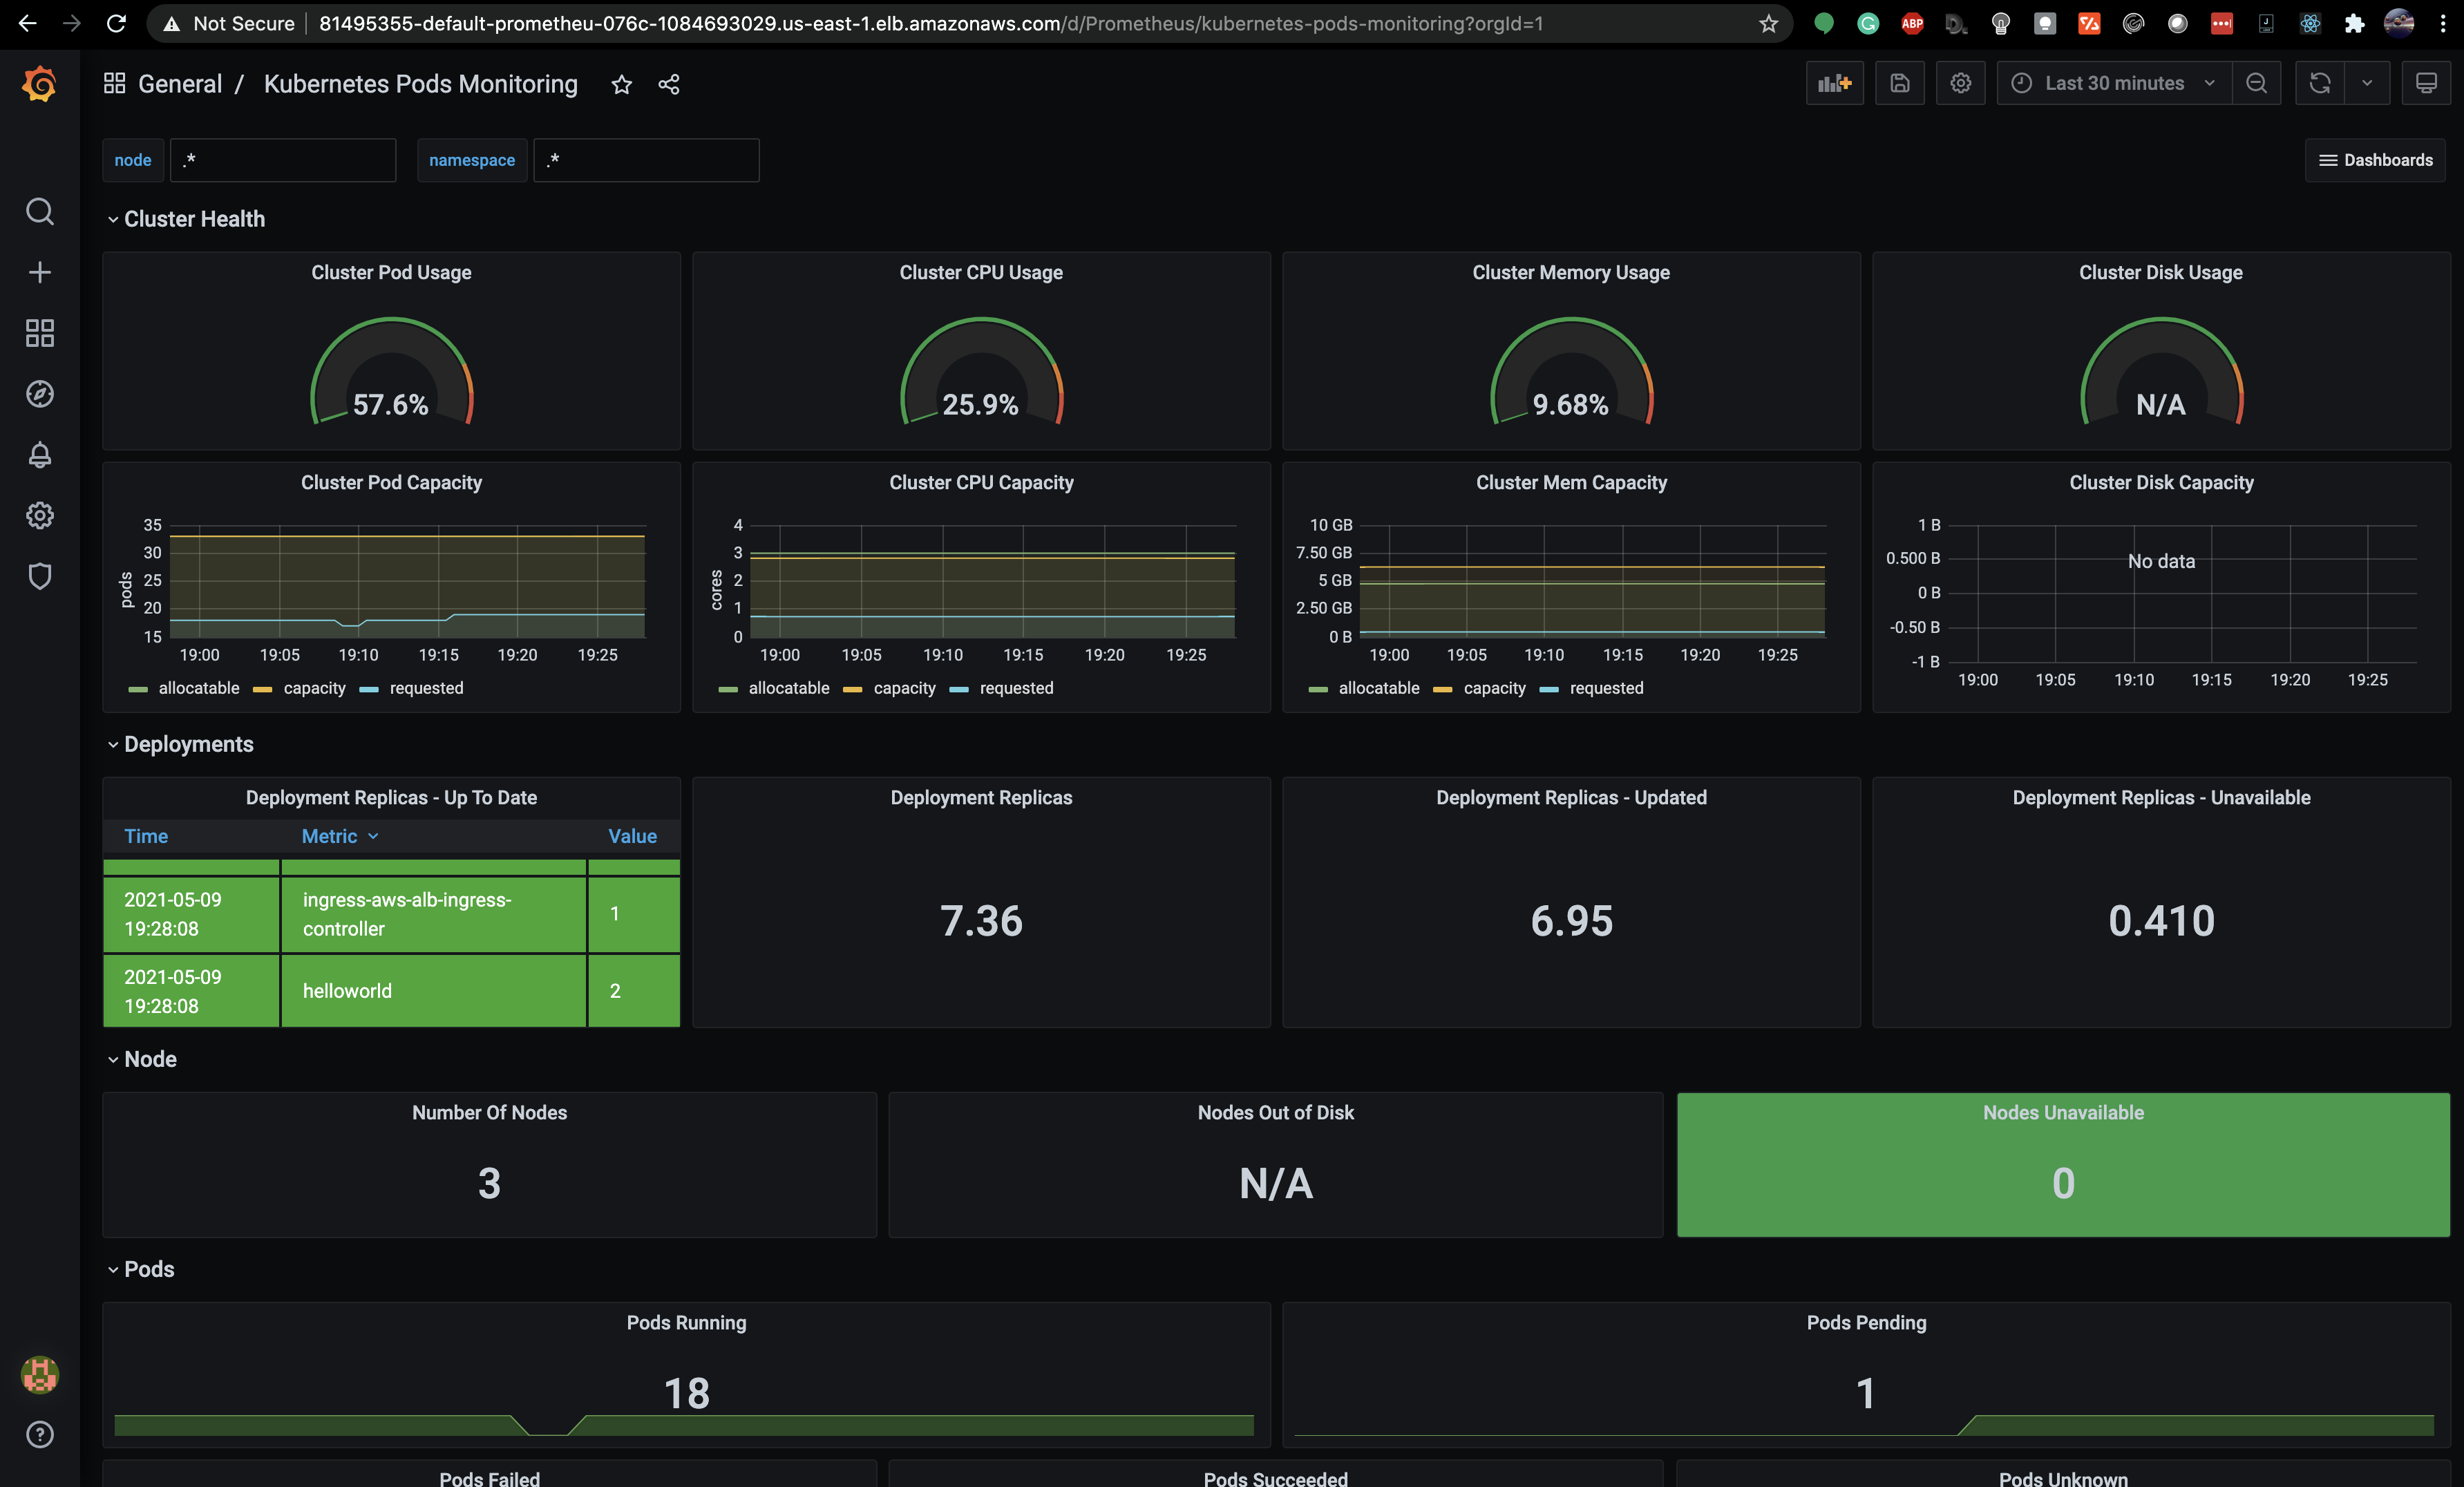 Not Secure 81495355-default-prometheu-076c-1084693029.us-east-1.elb.amazonaws.com/d/Prometheus/kubernetes-pods-monitoring?orgId=1
ABP
General / Kubernetes Pods Monitoring
Last 30 minutes
node .* namespace .*
Dashboards
Cluster Health
Cluster Pod Usage
57.6%
Cluster CPU Usage
25.9%
Cluster Memory Usage
9.68%
Cluster Disk Usage
N/A
Cluster Pod Capacity
pods
35
30
25
20
15
19:00 19:05 19:10 19:15 19:20 19:25
allocatable capacity requested
Cluster CPU Capacity
cores
4
3
2
1
0
19:00 19:05 19:10 19:15 19:20 19:25
allocatable capacity requested
Cluster Mem Capacity
10 GB
7.50 GB
5 GB
2.50 GB
0 B
19:00 19:05 19:10 19:15 19:20 19:25
allocatable capacity requested
Cluster Disk Capacity
1 B
0.500 B
0 B
-0.50 B
-1 B
No data
19:00 19:05 19:10 19:15 19:20 19:25
Deployments
Deployment Replicas - Up To Date
Time Metric Value
2021-05-09 19:28:08 ingress-aws-alb-ingress-controller 1
2021-05-09 19:28:08 helloworld 2
Deployment Replicas
7.36
Deployment Replicas - Updated
6.95
Deployment Replicas - Unavailable
0.410
Node
Number Of Nodes
3
Nodes Out of Disk
N/A
Nodes Unavailable
0
Pods
Pods Running
18
Pods Pending
1
Pods Failed
Pods Succeeded
Pods Unknown